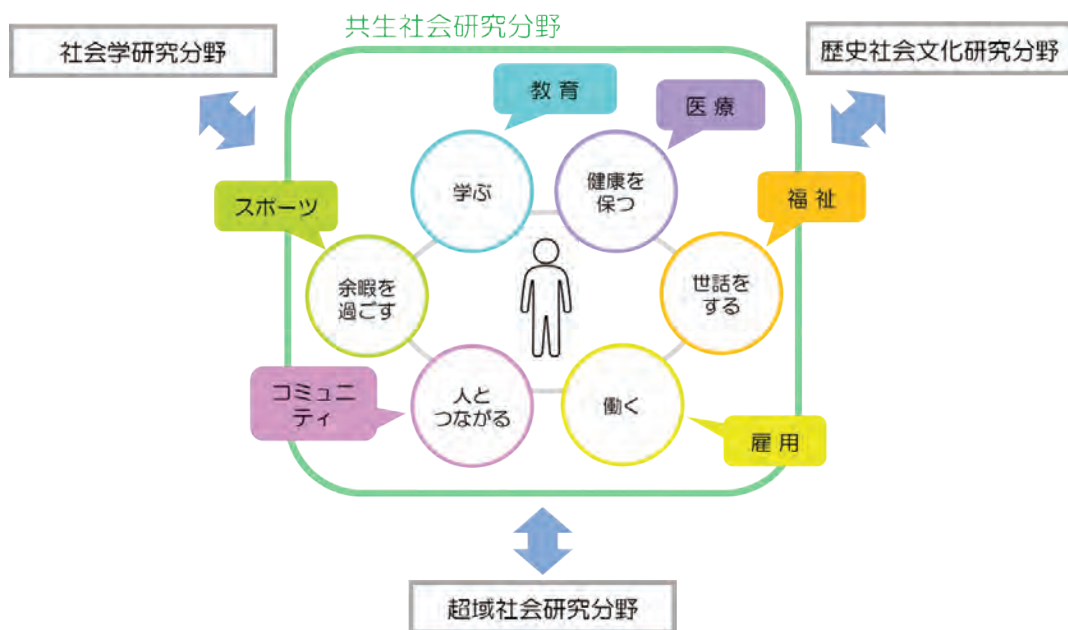 共生社会研究分野
社会学研究分野
歴史社会文化研究分野
教育
医療
学ぶ
健康を
保つ
スポーツ
福祉
余暇を
過ごす
世話を
する
コミュニ
ティ
人と
つながる
働く
雇用
超域社会研究分野